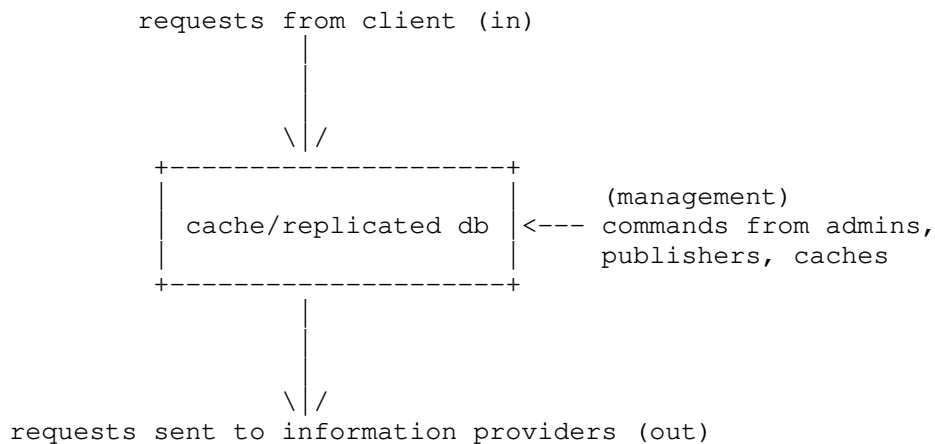 requests from client (in)
(management)
cache/replicated db <--- commands from admins,
publishers, caches
requests sent to information providers (out)